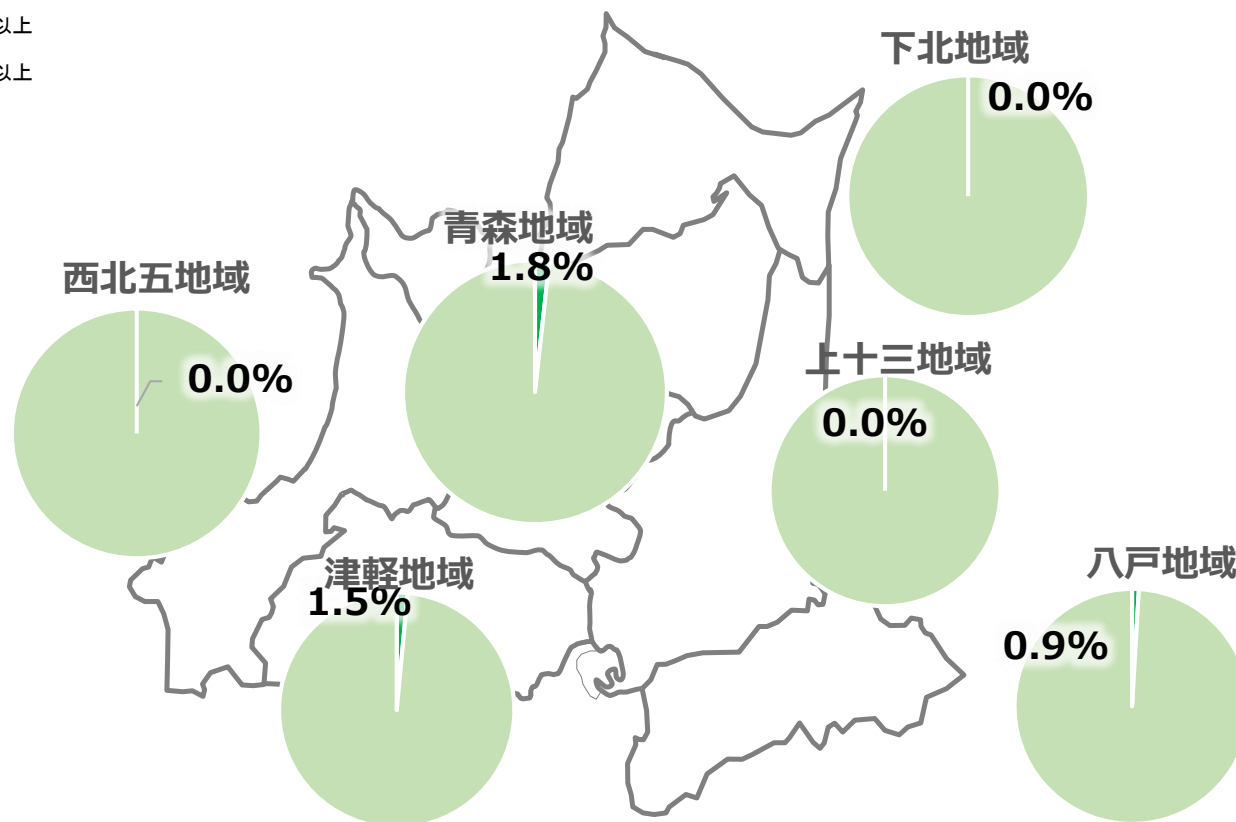 以上
以上
下北地域
0.0%
青森地域
1.8%
西北五地域
0.0%
上十三地域
0.0%
津軽地域
1.5%
八戸地域
0.9%